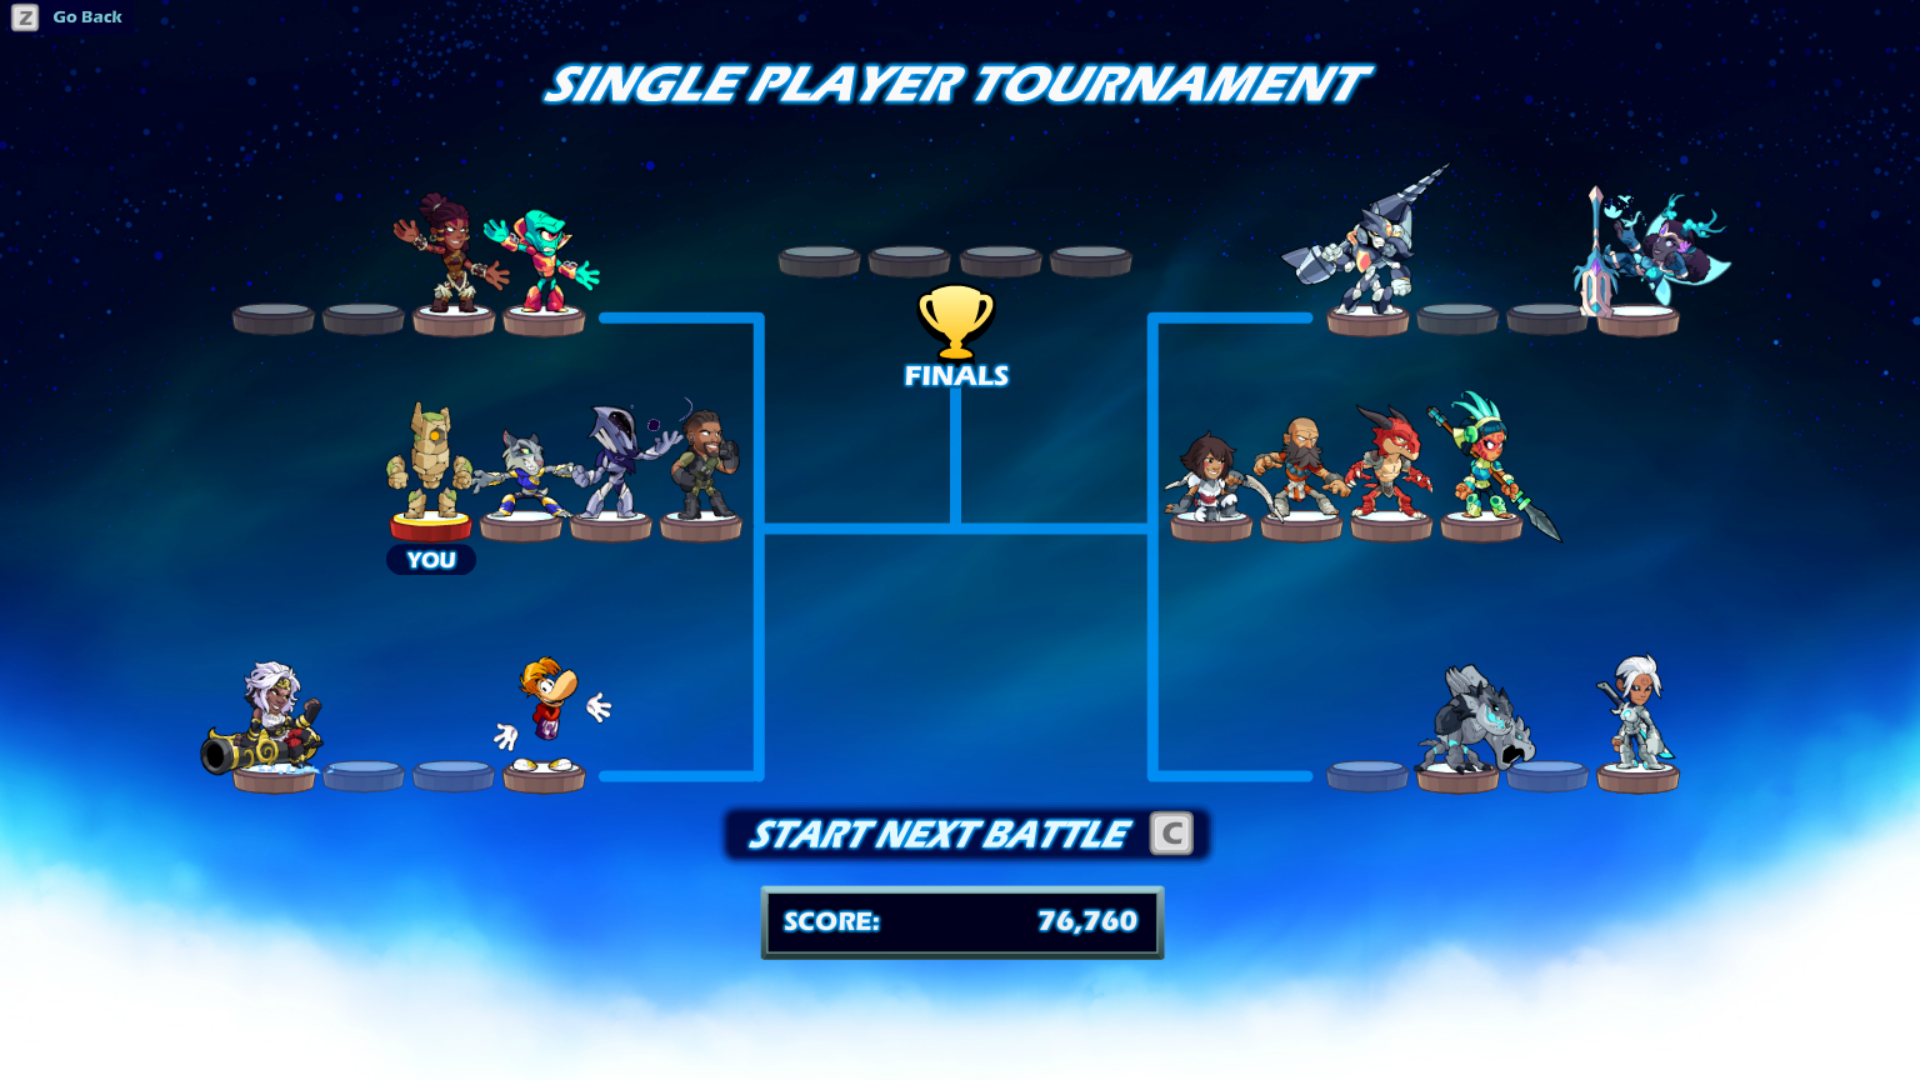 Z Go Back
SINGLE PLAYER TOURNAMENT
FINALS
YOU
START NEXT BATTLE C
SCORE: 76,760